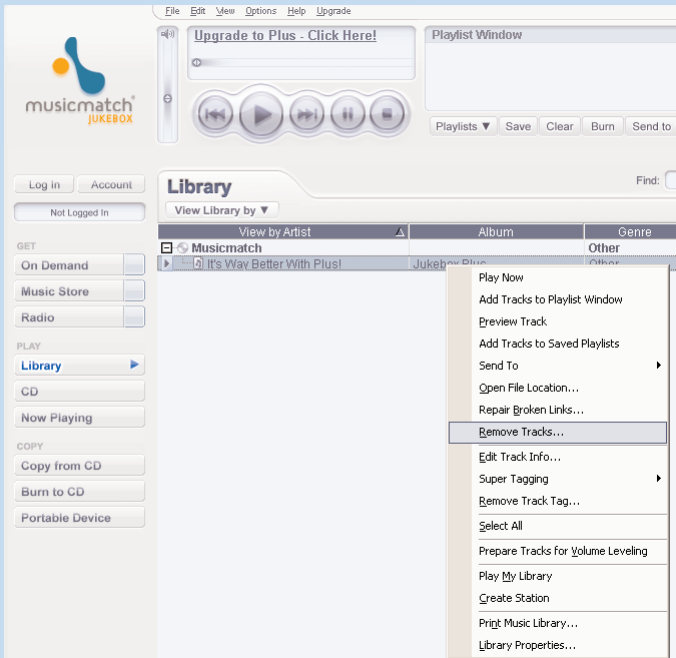 File Edit View Options Help Upgrade
Upgrade to Plus - Click Here!
Playlist Window
musicmatch
JUKEBOX
Playlists ▼ Save Clear Burn Send to
Log in Account
Not Logged In
Library
Find:
View Library by ▼
View by Artist Album Genre
Musicmatch Other
It's Way Better With Plus! Jukebox Plus Other
GET
On Demand
Music Store
Radio
PLAY
Library
CD
Now Playing
COPY
Copy from CD
Burn to CD
Portable Device
Play Now
Add Tracks to Playlist Window
Preview Track
Add Tracks to Saved Playlists
Send To
Open File Location...
Repair Broken Links...
Remove Tracks...
Edit Track Info...
Super Tagging
Remove Track Tag...
Select All
Prepare Tracks for Volume Leveling
Play My Library
Create Station
Print Music Library...
Library Properties...